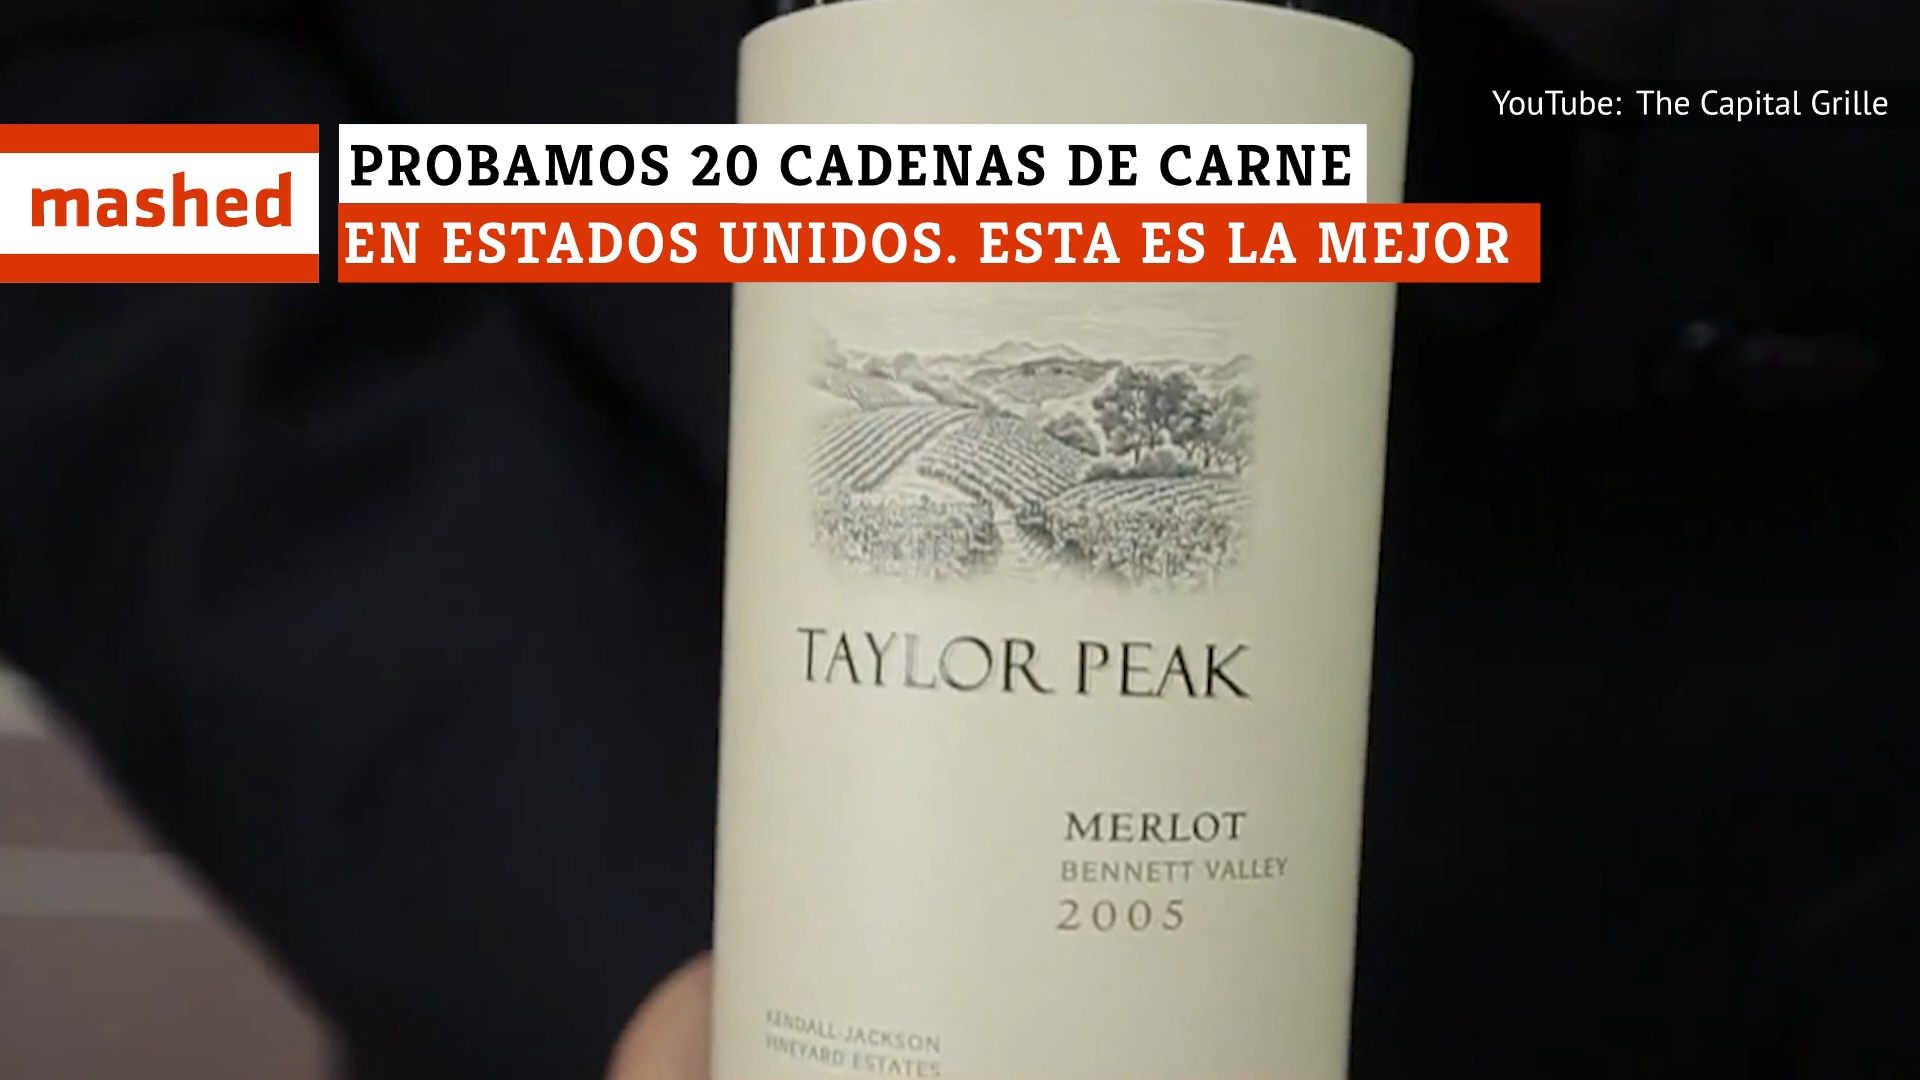 YouTube: The Capital Grille
mashed
PROBAMOS 20 CADENAS DE CARNE
EN ESTADOS UNIDOS. ESTA ES LA MEJOR
TAYLOR PEAK
MERLOT
BENNETT VALLEY
2005
KENDALL-JACKSON
VINEYARD ESTATES